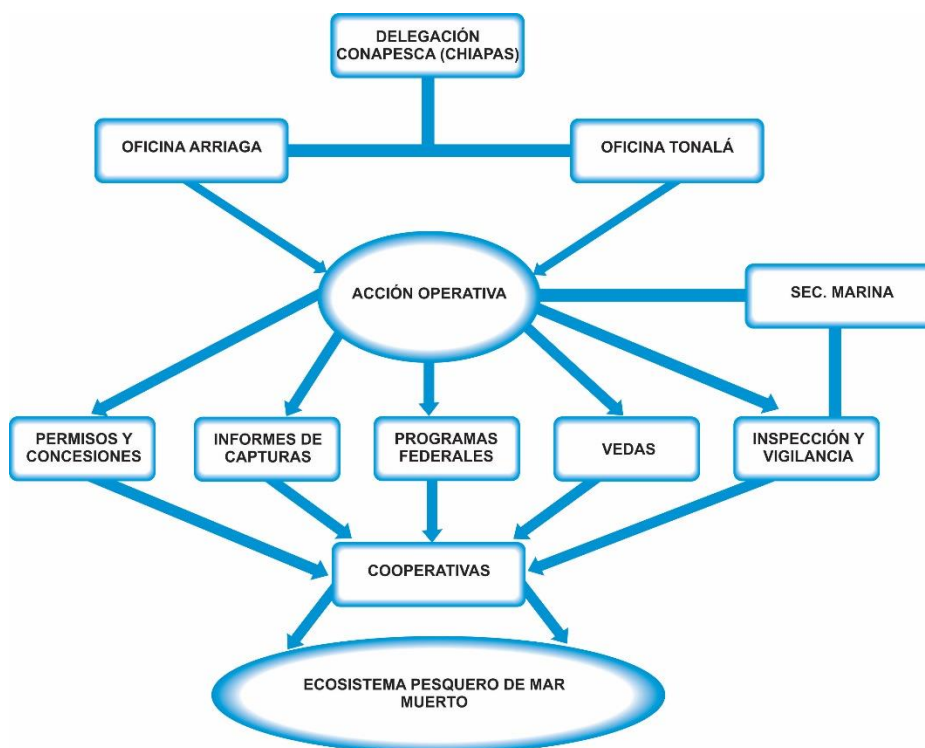 DELEGACIÓN
CONAPESCA (CHIAPAS)
OFICINA ARRIAGA
OFICINA TONALÁ
ACCIÓN OPERATIVA
SEC. MARINA
PERMISOS Y
CONCESIONES
INFORMES DE
CAPTURAS
PROGRAMAS
FEDERALES
VEDAS
INSPECCIÓN Y
VIGILANCIA
COOPERATIVAS
ECOSISTEMA PESQUERO DE MAR
MUERTO